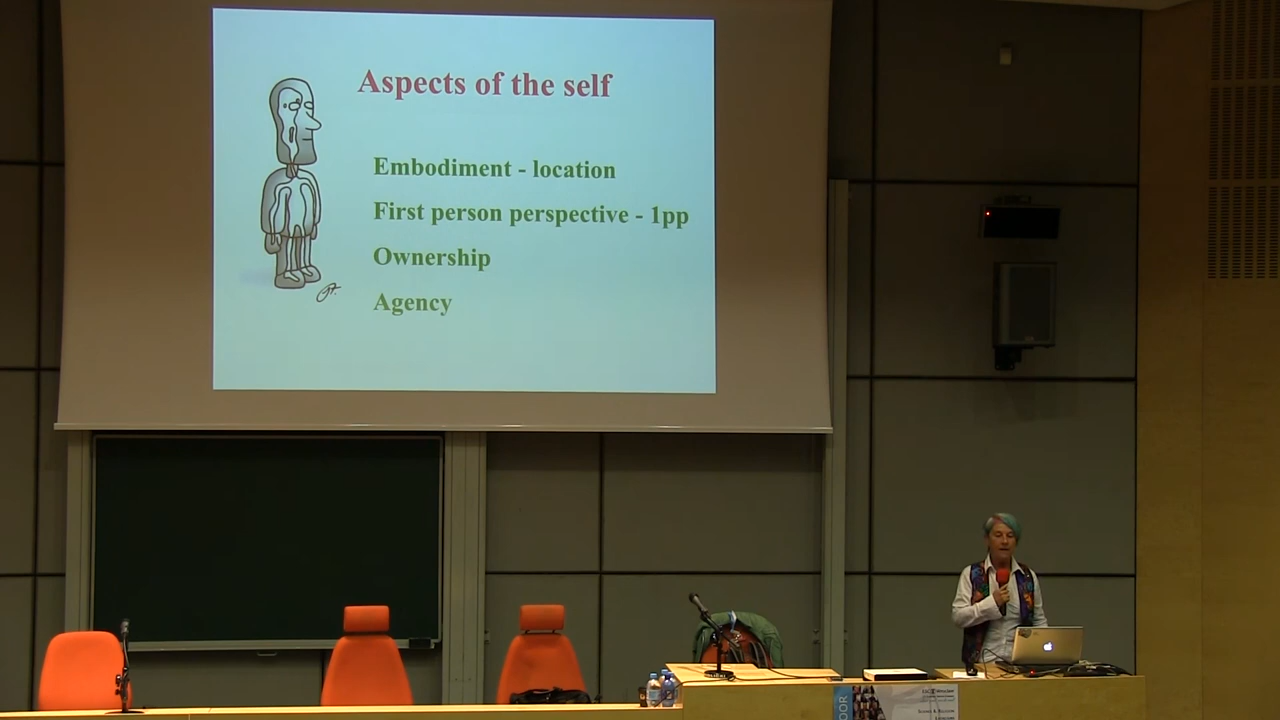 Aspects of the self
Embodiment - location
First person perspective - 1pp
Ownership
Agency